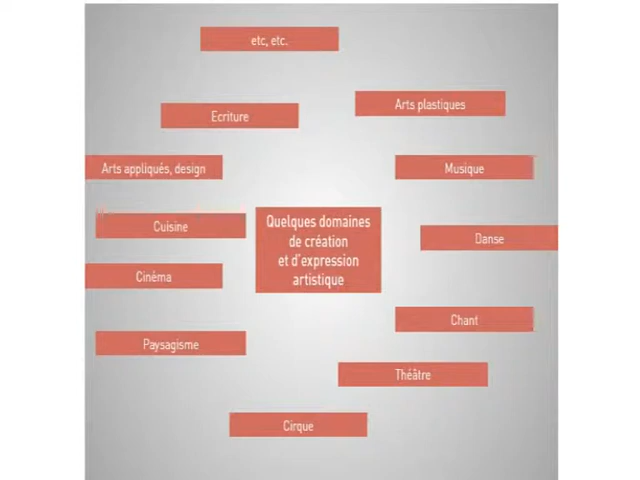 etc, etc.
Arts plastiques
Ecriture
Arts appliqués, design
Musique
Cuisine
Quelques domaines
de création
et d'expression
artistique
Danse
Cinéma
Chant
Paysagisme
Théâtre
Cirque